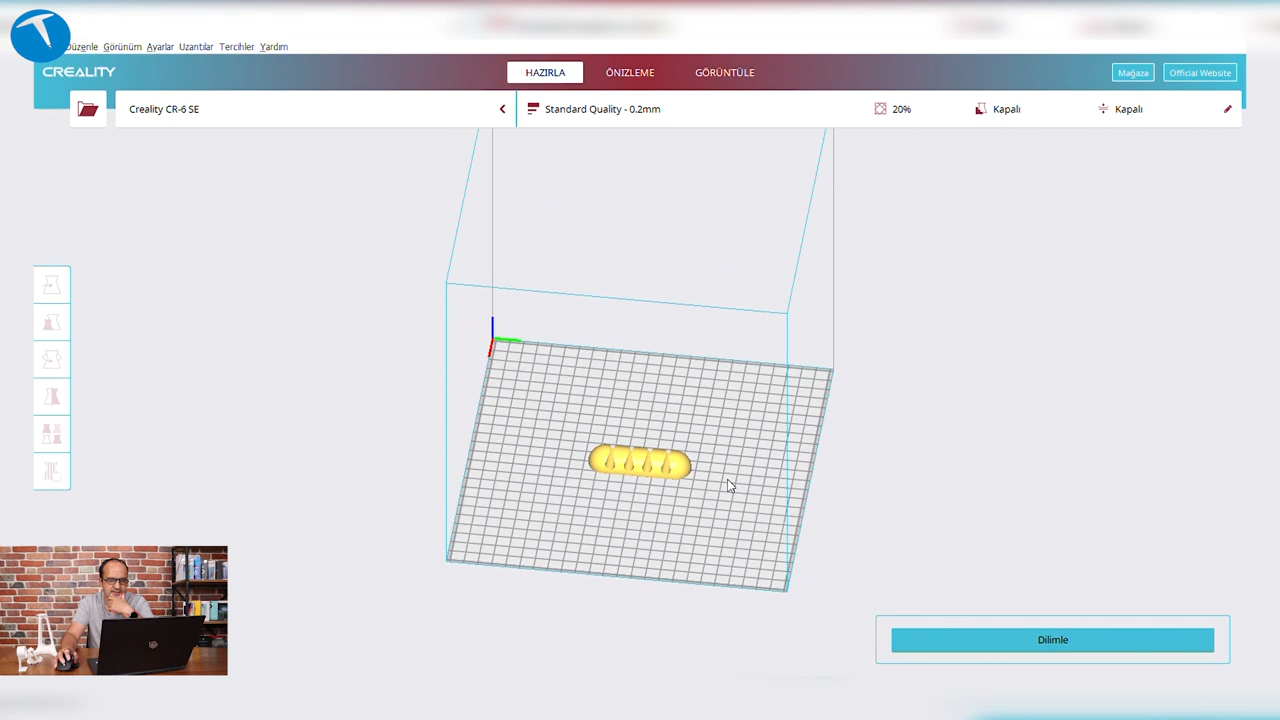 Düzenle Görünüm Ayarlar Uzantılar Tercihler Yardım
CREALITY
HAZIRLA
ÖNİZLEME
GÖRÜNTÜLE
Mağaza
Official Website
Creality CR-6 SE
Standard Quality - 0.2mm
20%
Kapalı
Kapalı
Dilimle